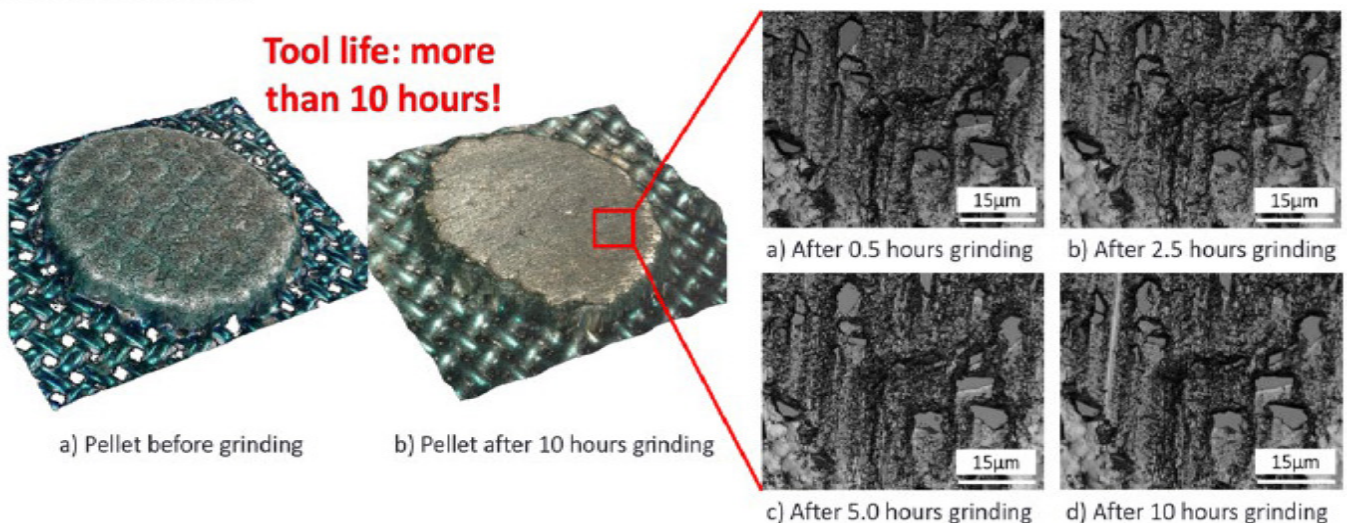 Tool life: more
than 10 hours!
a) Pellet before grinding
b) Pellet after 10 hours grinding
15μm
15μm
a) After 0.5 hours grinding
b) After 2.5 hours grinding
15μm
15μm
c) After 5.0 hours grinding
d) After 10 hours grinding